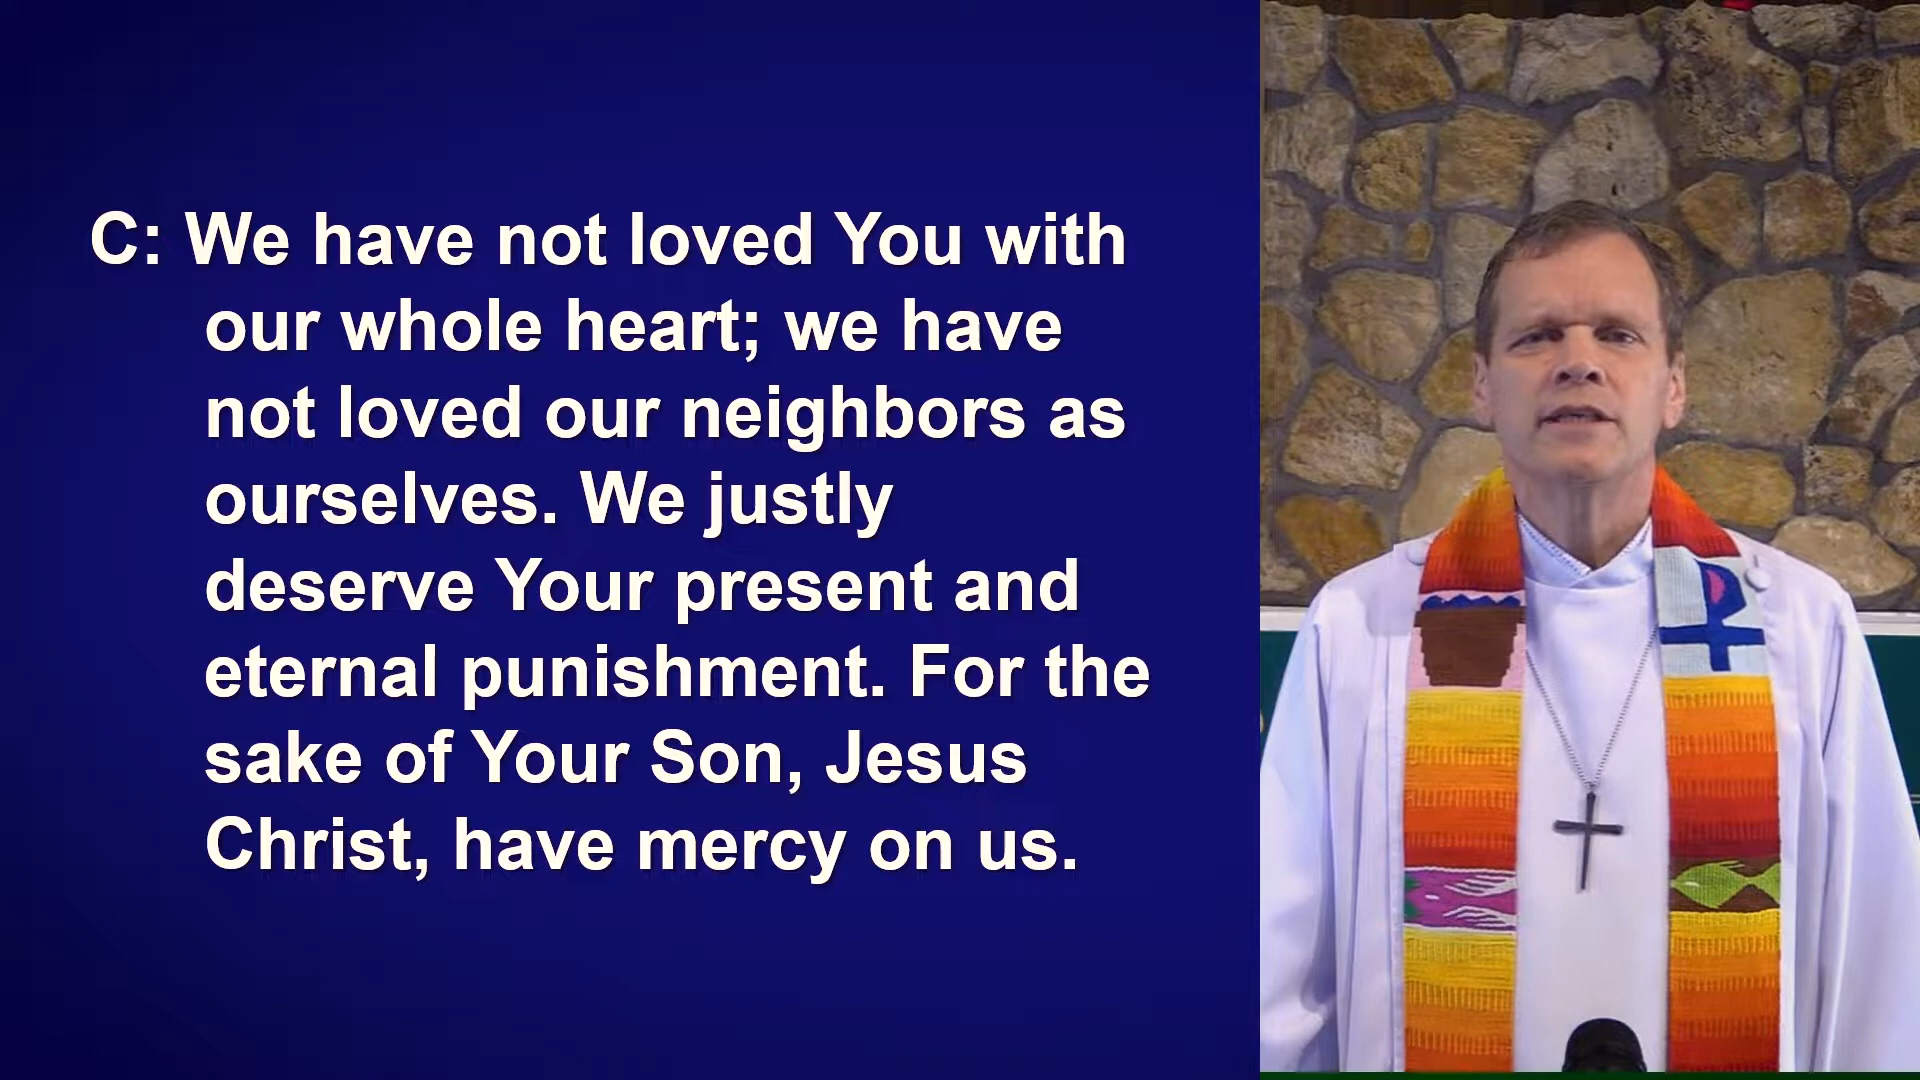 C: We have not loved You with
our whole heart; we have
not loved our neighbors as
ourselves. We justly
deserve Your present and
eternal punishment. For the
sake of Your Son, Jesus
Christ, have mercy on us.